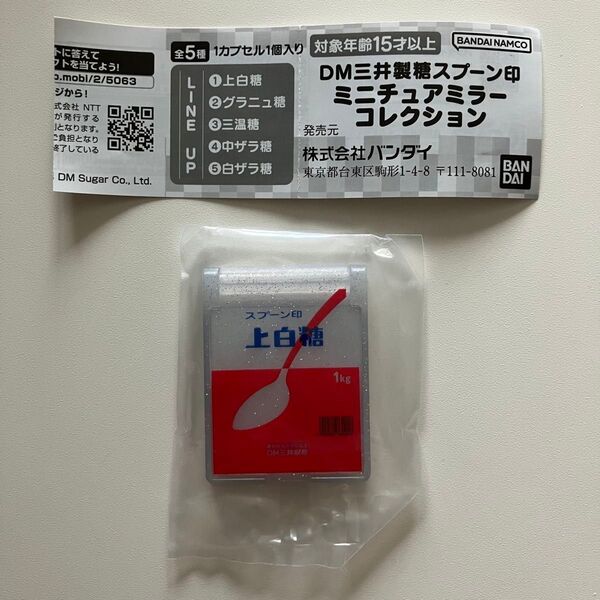 トに答えて
フトを当てよう!
o.mobi/2/5063
ジから!
式会社 NTT
が発行する
引となります。
ご負担となり
終了している
DM Sugar Co., Ltd.
全5種 1カプセル1個入り
LINE UP
①上白糖
②グラニュ糖
③三温糖
④中ザラ糖
⑤白ザラ糖
対象年齢15才以上
BANDAI NAMCO
DM三井製糖スプーン印
ミニチュアミラー
コレクション
発売元
株式会社バンダイ
東京都台東区駒形1-4-8 〒111-8081
BANDAI
スプーン印
上白糖
1kg
DM三井製糖